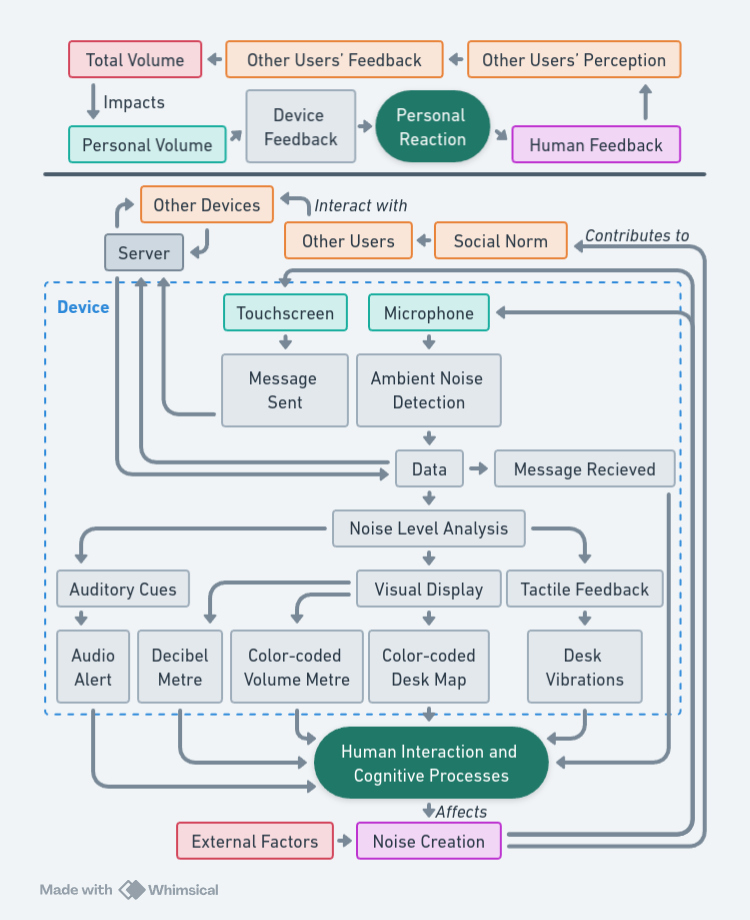 Total Volume
Other Users' Feedback
Other Users' Perception
Impacts
Personal Volume
Device
Feedback
Personal
Reaction
Human Feedback
Other Devices
Interact with
Other Users
Social Norm
Contributes to
Server
Device
Touchscreen
Microphone
Message
Sent
Ambient Noise
Detection
Data
Message Recieved
Noise Level Analysis
Auditory Cues
Visual Display
Tactile Feedback
Audio
Alert
Decibel
Metre
Color-coded
Volume Metre
Color-coded
Desk Map
Desk
Vibrations
Human Interaction and
Cognitive Processes
Affects
External Factors
Noise Creation
Made with Whimsical